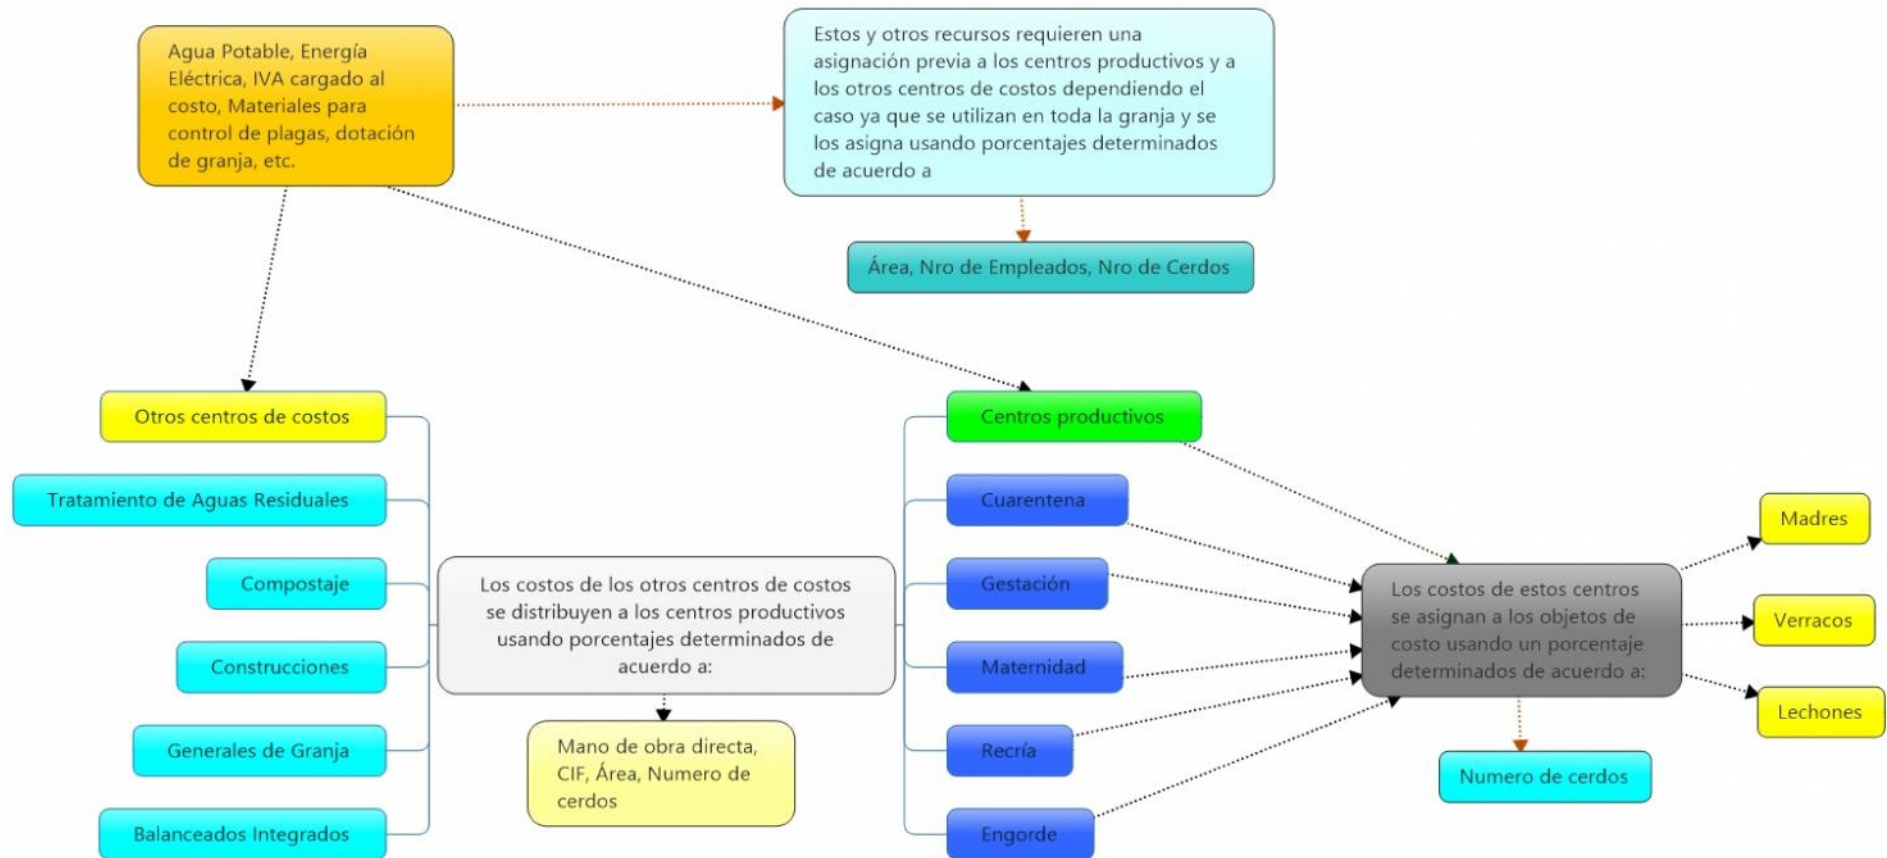 Agua Potable, Energía
Eléctrica, IVA cargado al
costo, Materiales para
control de plagas, dotación
de granja, etc.
Estos y otros recursos requieren una
asignación previa a los centros productivos y a
los otros centros de costos dependiendo el
caso ya que se utilizan en toda la granja y se
los asigna usando porcentajes determinados
de acuerdo a
Área, Nro de Empleados, Nro de Cerdos
Otros centros de costos
Tratamiento de Aguas Residuales
Compostaje
Construcciones
Generales de Granja
Balanceados Integrados
Los costos de los otros centros de costos
se distribuyen a los centros productivos
usando porcentajes determinados de
acuerdo a:
Mano de obra directa,
CIF, Área, Numero de
cerdos
Centros productivos
Cuarentena
Gestación
Maternidad
Recría
Engorde
Los costos de estos centros
se asignan a los objetos de
costo usando un porcentaje
determinados de acuerdo a:
Numero de cerdos
Madres
Verracos
Lechones